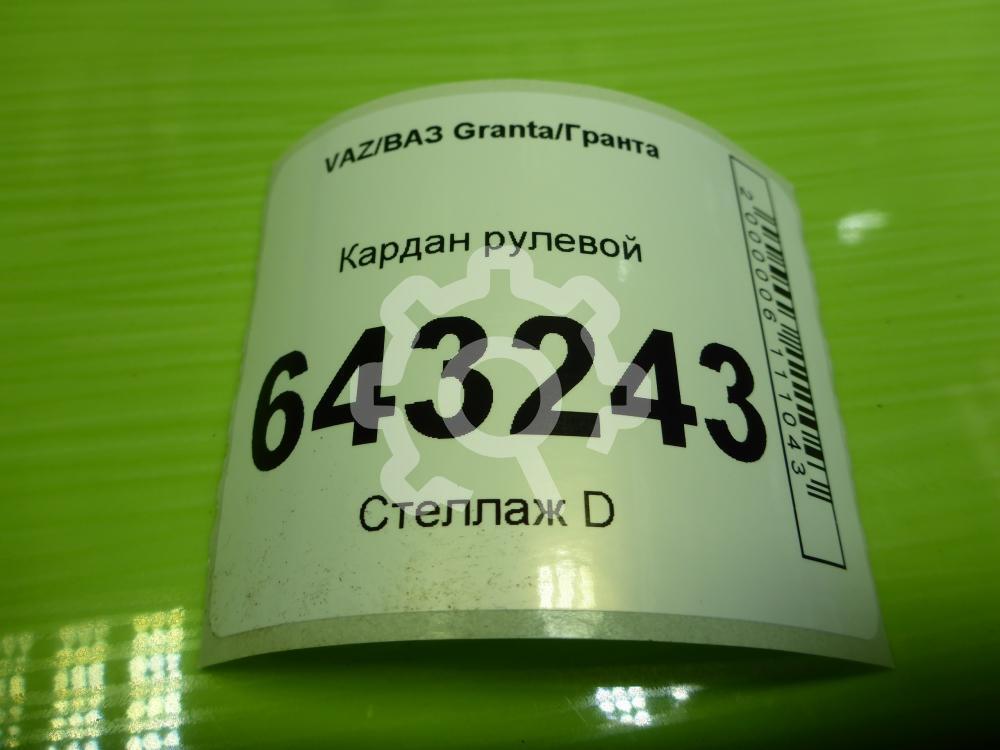 VAZ/ВАЗ Granta/Гранта
Кардан рулевой
643243
Стеллаж D
2000006111043